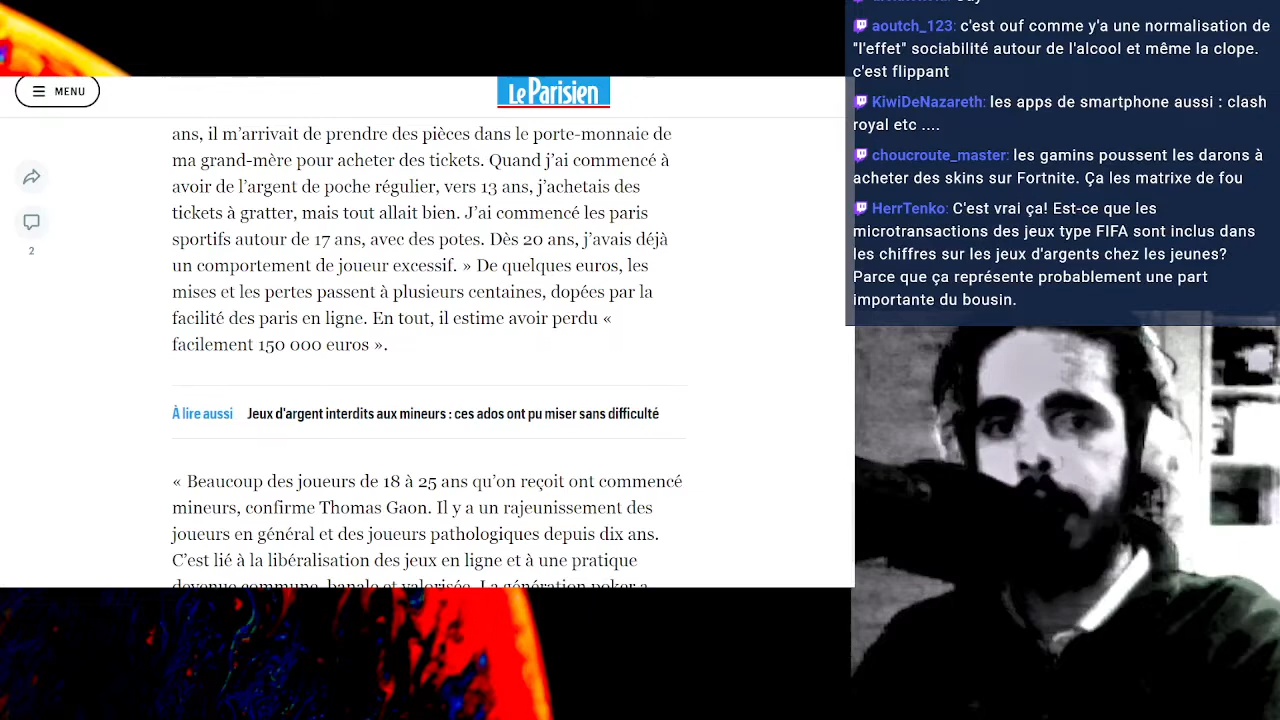 MENU
Le Parisien
ans, il m’arrivait de prendre des pièces dans le porte-monnaie de
ma grand-mère pour acheter des tickets. Quand j’ai commencé à
avoir de l’argent de poche régulier, vers 13 ans, j’achetais des
tickets à gratter, mais tout allait bien. J’ai commencé les paris
sportifs autour de 17 ans, avec des potes. Dès 20 ans, j’avais déjà
un comportement de joueur excessif. » De quelques euros, les
mises et les pertes passent à plusieurs centaines, dopées par la
facilité des paris en ligne. En tout, il estime avoir perdu «
facilement 150 000 euros ».
2
À lire aussi Jeux d'argent interdits aux mineurs : ces ados ont pu miser sans difficulté
« Beaucoup des joueurs de 18 à 25 ans qu’on reçoit ont commencé
mineurs, confirme Thomas Gaon. Il y a un rajeunissement des
joueurs en général et des joueurs pathologiques depuis dix ans.
C’est lié à la libéralisation des jeux en ligne et à une pratique
devenue commune, banale et valorisée. La génération poker a
aoutch_123: c'est ouf comme y'a une normalisation de
"l'effet" sociabilité autour de l'alcool et même la clope.
c'est flippant
KiwiDeNazareth: les apps de smartphone aussi : clash
royal etc ....
choucroute_master: les gamins poussent les darons à
acheter des skins sur Fortnite. Ça les matrixe de fou
HerrTenko: C'est vrai ça! Est-ce que les
microtransactions des jeux type FIFA sont inclus dans
les chiffres sur les jeux d'argents chez les jeunes?
Parce que ça représente probablement une part
importante du bousin.